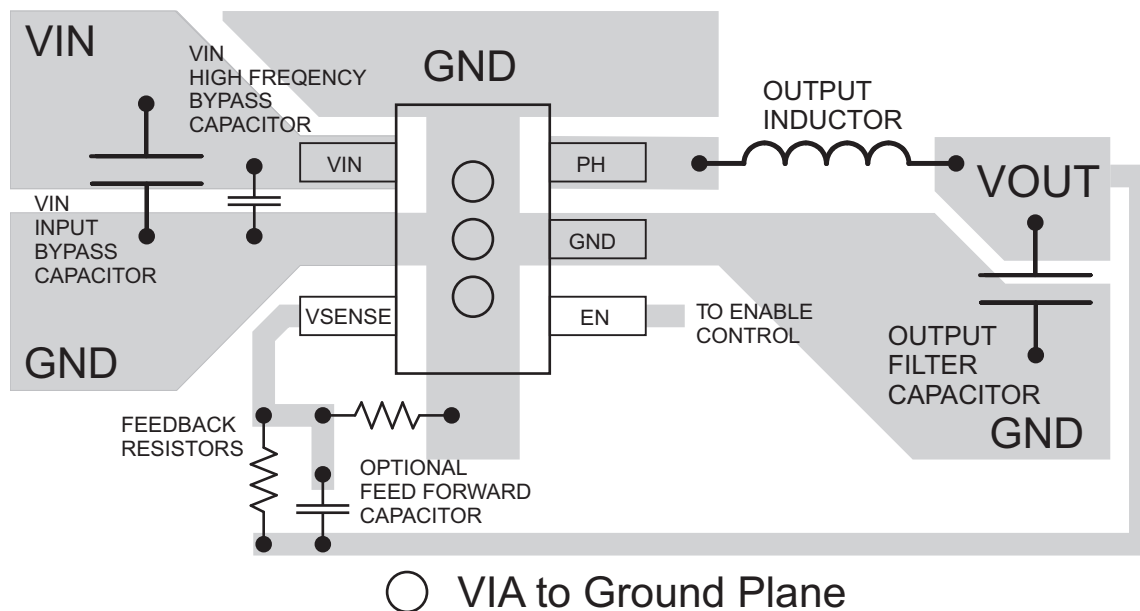 VIN
VIN
HIGH FREQENCY
BYPASS
CAPACITOR
GND
OUTPUT
INDUCTOR
VIN
PH
VOUT
VIN
INPUT
BYPASS
CAPACITOR
GND
VSENSE
EN
TO ENABLE
CONTROL
GND
OUTPUT
FILTER
CAPACITOR
GND
FEEDBACK
RESISTORS
OPTIONAL
FEED FORWARD
CAPACITOR
VIA to Ground Plane